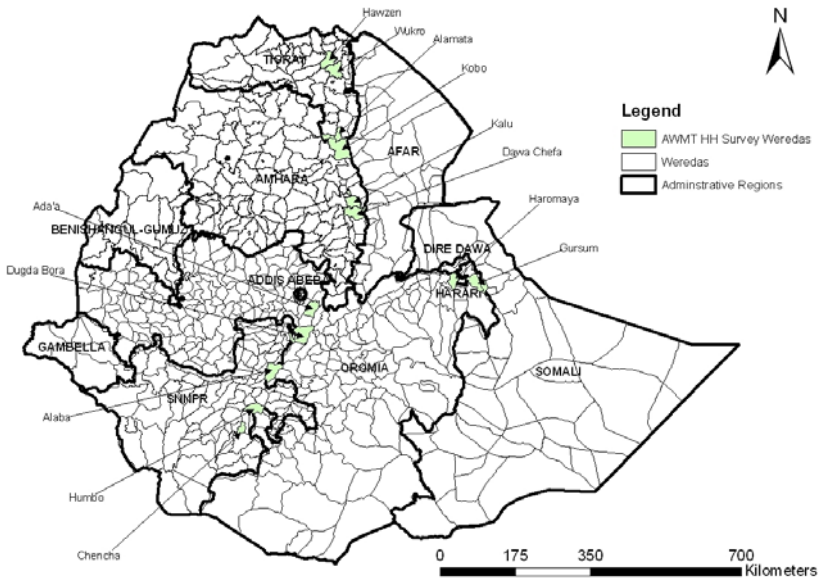 Hawzen
Wukro
Alamata
Kobo
Kalu
Dawa Chefa
Haromaya
Gursum
N
Legend
AWMT HH Survey Weredas
Weredas
Adminstrative Regions
TIGRAY
AFAR
AMHARA
Ada'a
BENISHANGUL-GUMUZ
Dugda Bora
DIRE DAWA
ADDIS ABEBA
HARARI
GAMBELLA
OROMIA
SOMALI
SNNPR
Alaba
Humbo
Chencha
0 175 350 700
Kilometers